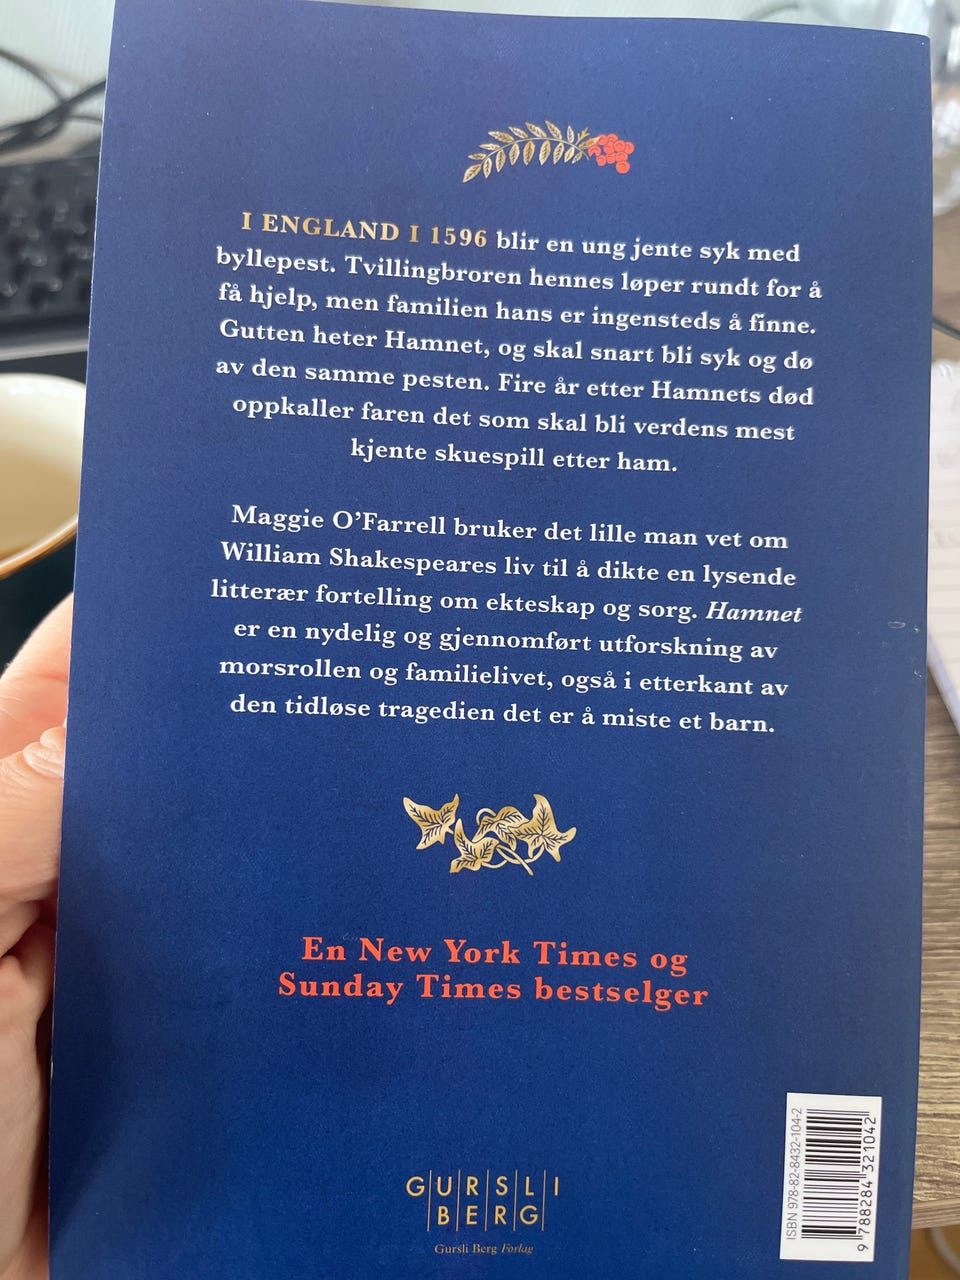 I ENGLAND I 1596 blir en ung jente syk med
byllepest. Tvillingbroren hennes løper rundt for å
få hjelp, men familien hans er ingensteds å finne.
Gutten heter Hamnet, og skal snart bli syk og dø
av den samme pesten. Fire år etter Hamnets død
oppkaller faren det som skal bli verdens mest
kjente skuespill etter ham.
Maggie O’Farrell bruker det lille man vet om
William Shakespeares liv til å dikte en lysende
litterær fortelling om ekteskap og sorg. Hamnet
er en nydelig og gjennomført utforskning av
morsrollen og familielivet, også i etterkant av
den tidløse tragedien det er å miste et barn.
En New York Times og
Sunday Times bestselger
GURSLI
BERG
Gursli Berg Forlag
ISBN 978-82-8432-104-2
9 788284 321042